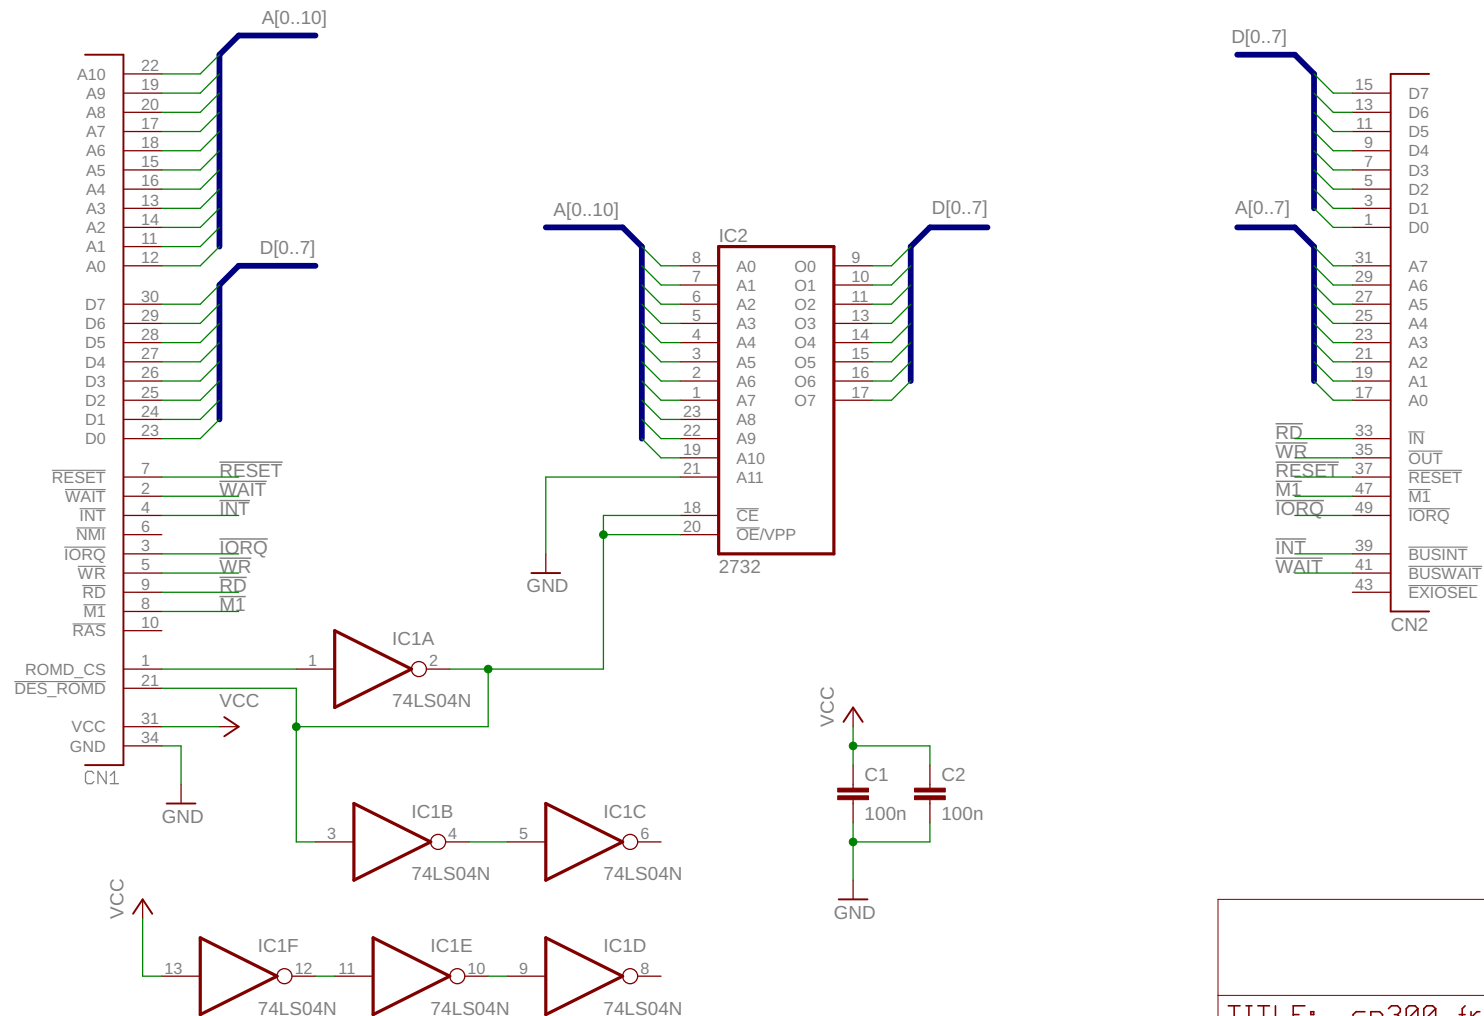 A[0..10]
A10 22
A9 19
A8 20
A7 17
A6 18
A5 15
A4 16
A3 13
A2 14
A1 11
A0 12
D[0..7]
D7 30
D6 29
D5 28
D4 27
D3 26
D2 25
D1 24
D0 23
RESET 7 RESET
WAIT 2 WAIT
INT 4 INT
NMI 6
IORQ 3 IORQ
WR 5 WR
RD 9 RD
M1 8 M1
RAS 10
ROMD_CS 1
DES_ROMD 21
VCC 31 VCC
GND 34
CN1
GND
A[0..10]
D[0..7]
IC2
8 A0 O0 9
7 A1 O1 10
6 A2 O2 11
5 A3 O3 13
4 A4 O4 14
3 A5 O5 15
2 A6 O6 16
1 A7 O7 17
23 A8
22 A9
19 A10
21 A11
18 CE
20 OE/VPP
2732
GND
IC1A
1 2
74LS04N
IC1B
3 4
74LS04N
IC1C
5 6
74LS04N
VCC
IC1F
13 12
74LS04N
IC1E
11 10
74LS04N
IC1D
9 8
74LS04N
VCC
C1 C2
100n 100n
GND
D[0..7]
15 D7
13 D6
11 D5
9 D4
7 D3
5 D2
3 D1
1 D0
A[0..7]
31 A7
29 A6
27 A5
25 A4
23 A3
21 A2
19 A1
17 A0
RD 33 IN
WR 35 OUT
RESET 37 RESET
M1 47 M1
IORQ 49 IORQ
INT 39 BUSINT
WAIT 41 BUSWAIT
43 EXIOSEL
CN2
TITLE: